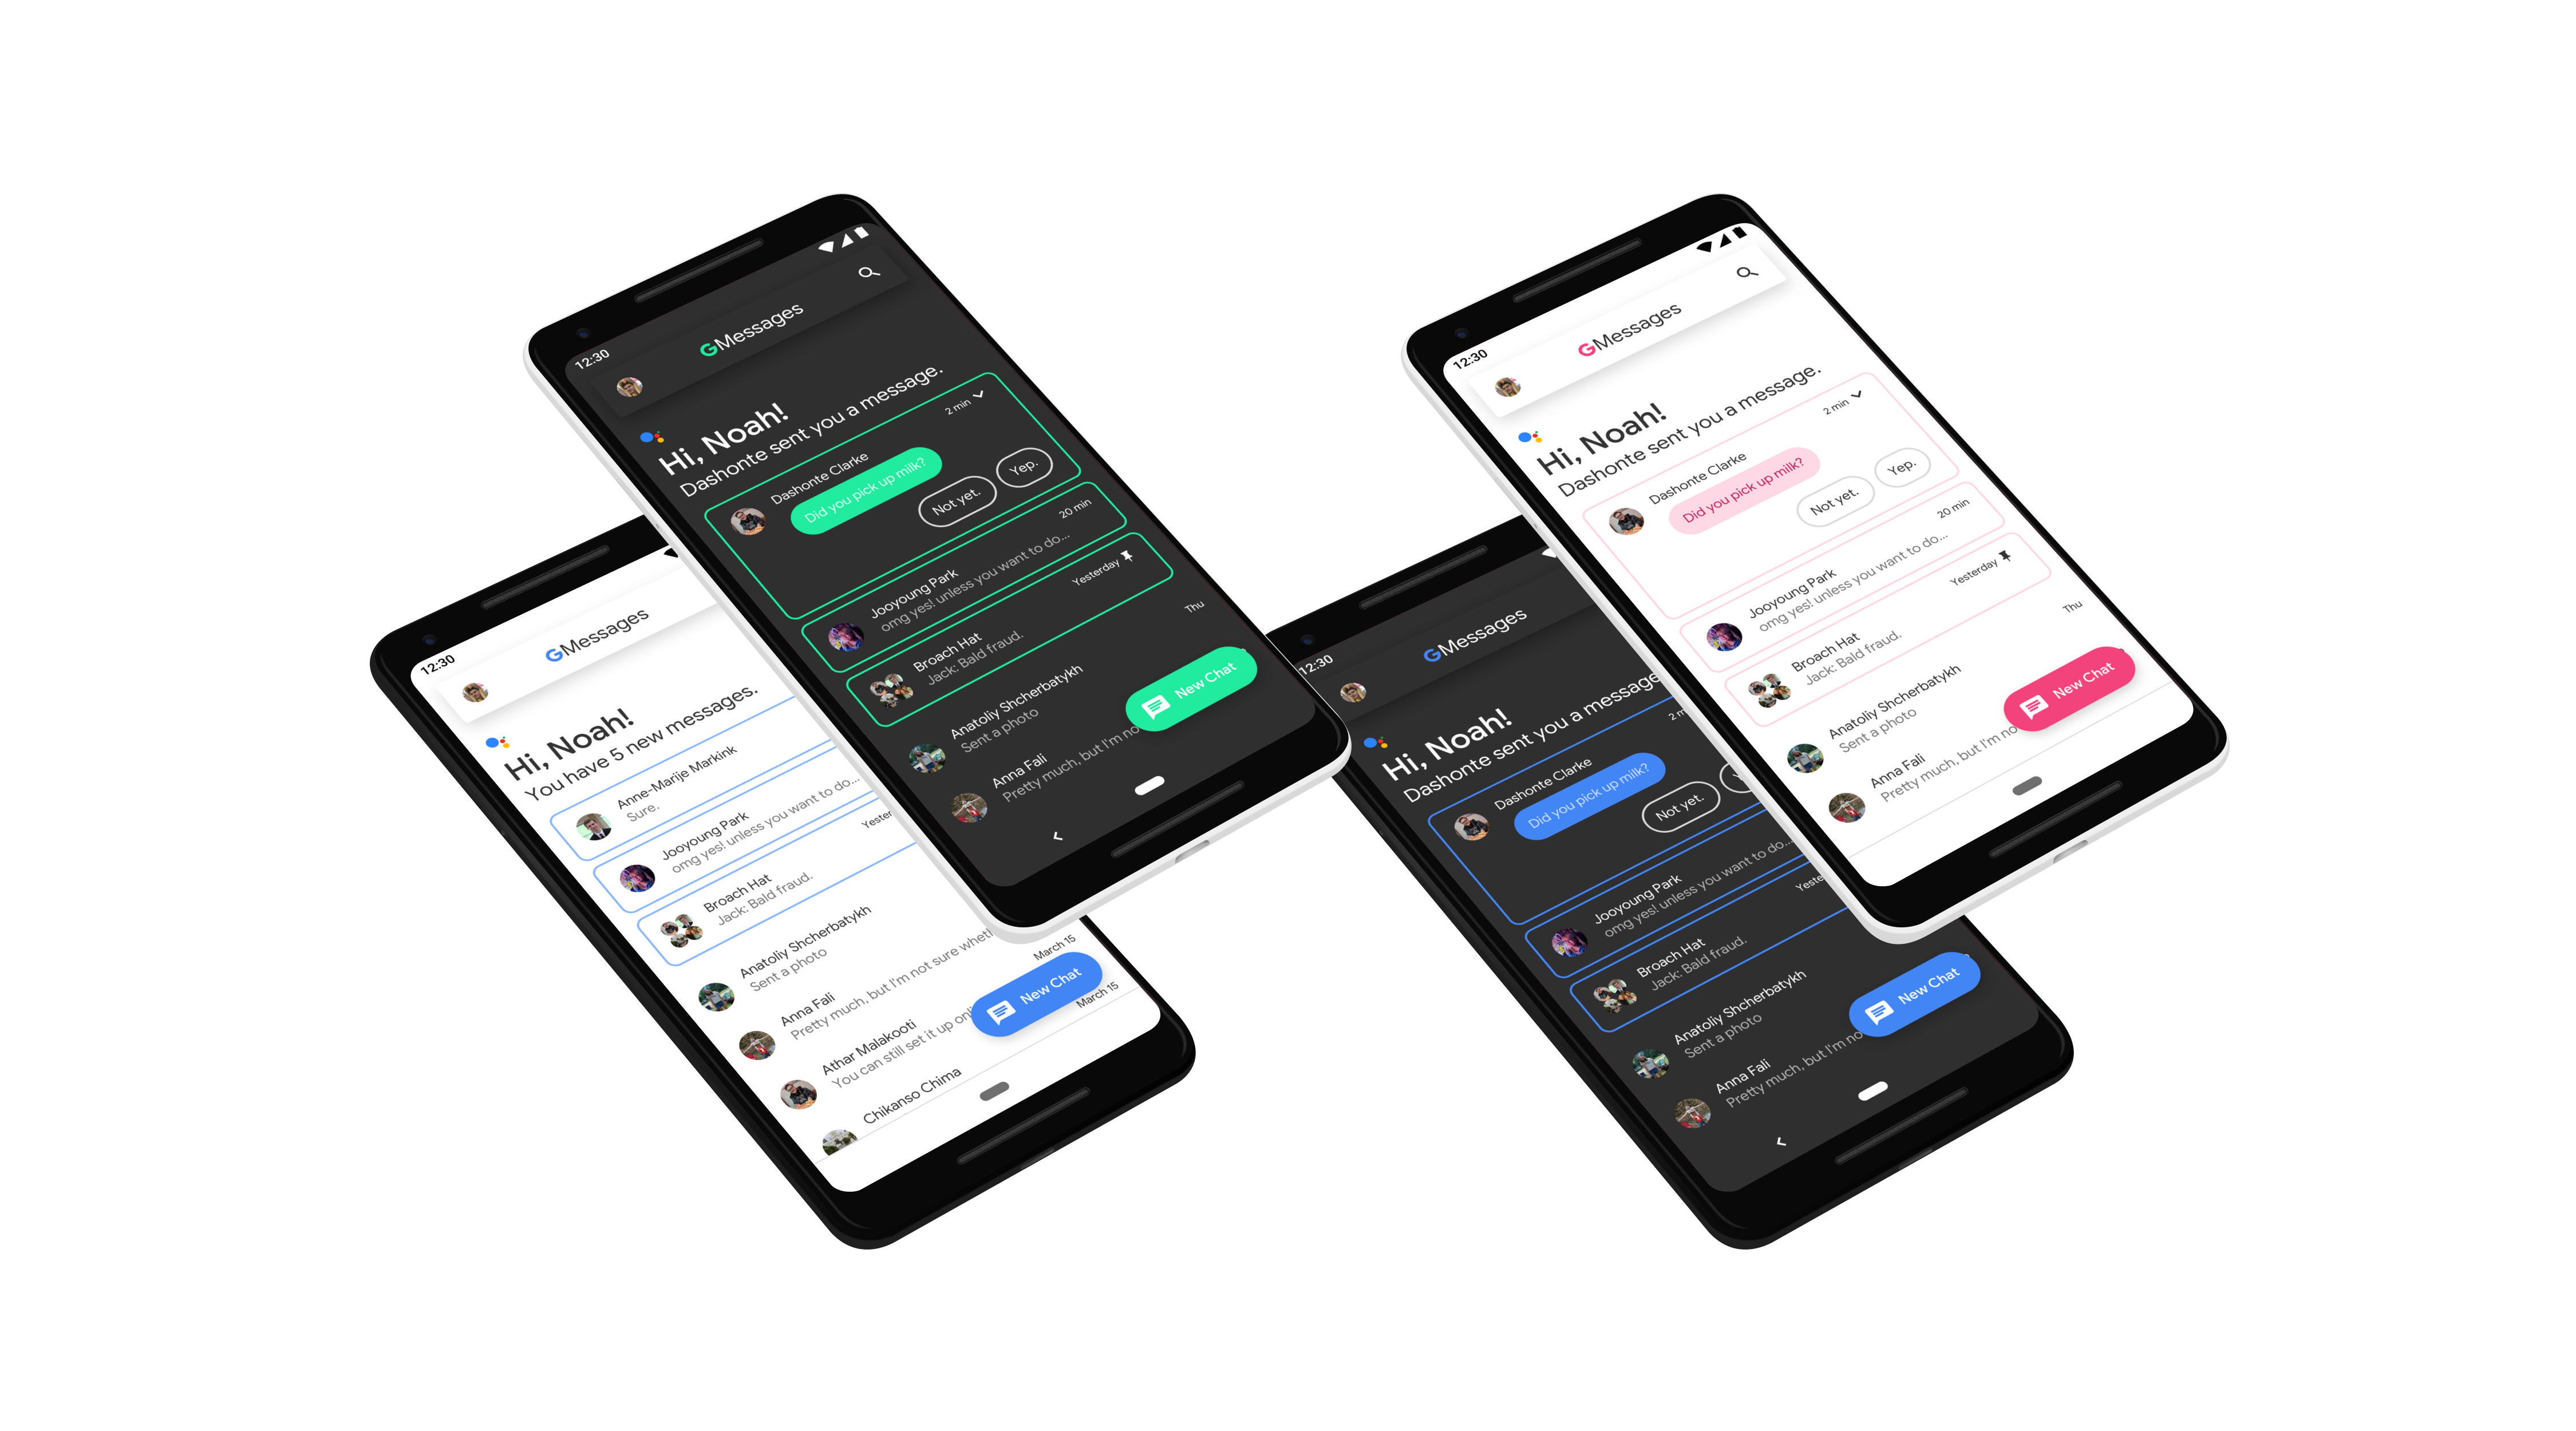 12:30
GMessages
Hi, Noah!
Dashonte sent you a message.
2 min
Dashonte Clarke
Did you pick up milk?
Not yet.
Yep.
20 min
Jooyoung Park
omg yes! unless you want to do...
Yesterday
Broach Hat
Jack: Bald fraud.
Thu
Anatoliy Shcherbatykh
Sent a photo
Anna Fali
Pretty much, but I'm no
New Chat
12:30
GMessages
Hi, Noah!
You have 5 new messages.
Anne-Marije Markink
Sure.
Jooyoung Park
omg yes! unless you want to do...
Yester
Broach Hat
Jack: Bald fraud.
Anatoliy Shcherbatykh
Sent a photo
Anna Fali
Pretty much, but I'm not sure wheth
March 15
Athar Malakooti
You can still set it up onli
March 15
Chikanso Chima
New Chat
12:30
GMessages
Hi, Noah!
Dashonte sent you a message.
2 min
Dashonte Clarke
Did you pick up milk?
Not yet.
Yep.
20 min
Jooyoung Park
omg yes! unless you want to do...
Yesterday
Broach Hat
Jack: Bald fraud.
Thu
Anatoliy Shcherbatykh
Sent a photo
Anna Fali
Pretty much, but I'm no
New Chat
12:30
GMessages
Hi, Noah!
Dashonte sent you a message
2 m
Dashonte Clarke
Did you pick up milk?
Not yet.
Jooyoung Park
omg yes! unless you want to do...
Yeste
Broach Hat
Jack: Bald fraud.
Anatoliy Shcherbatykh
Sent a photo
Anna Fali
Pretty much, but I'm no
New Chat